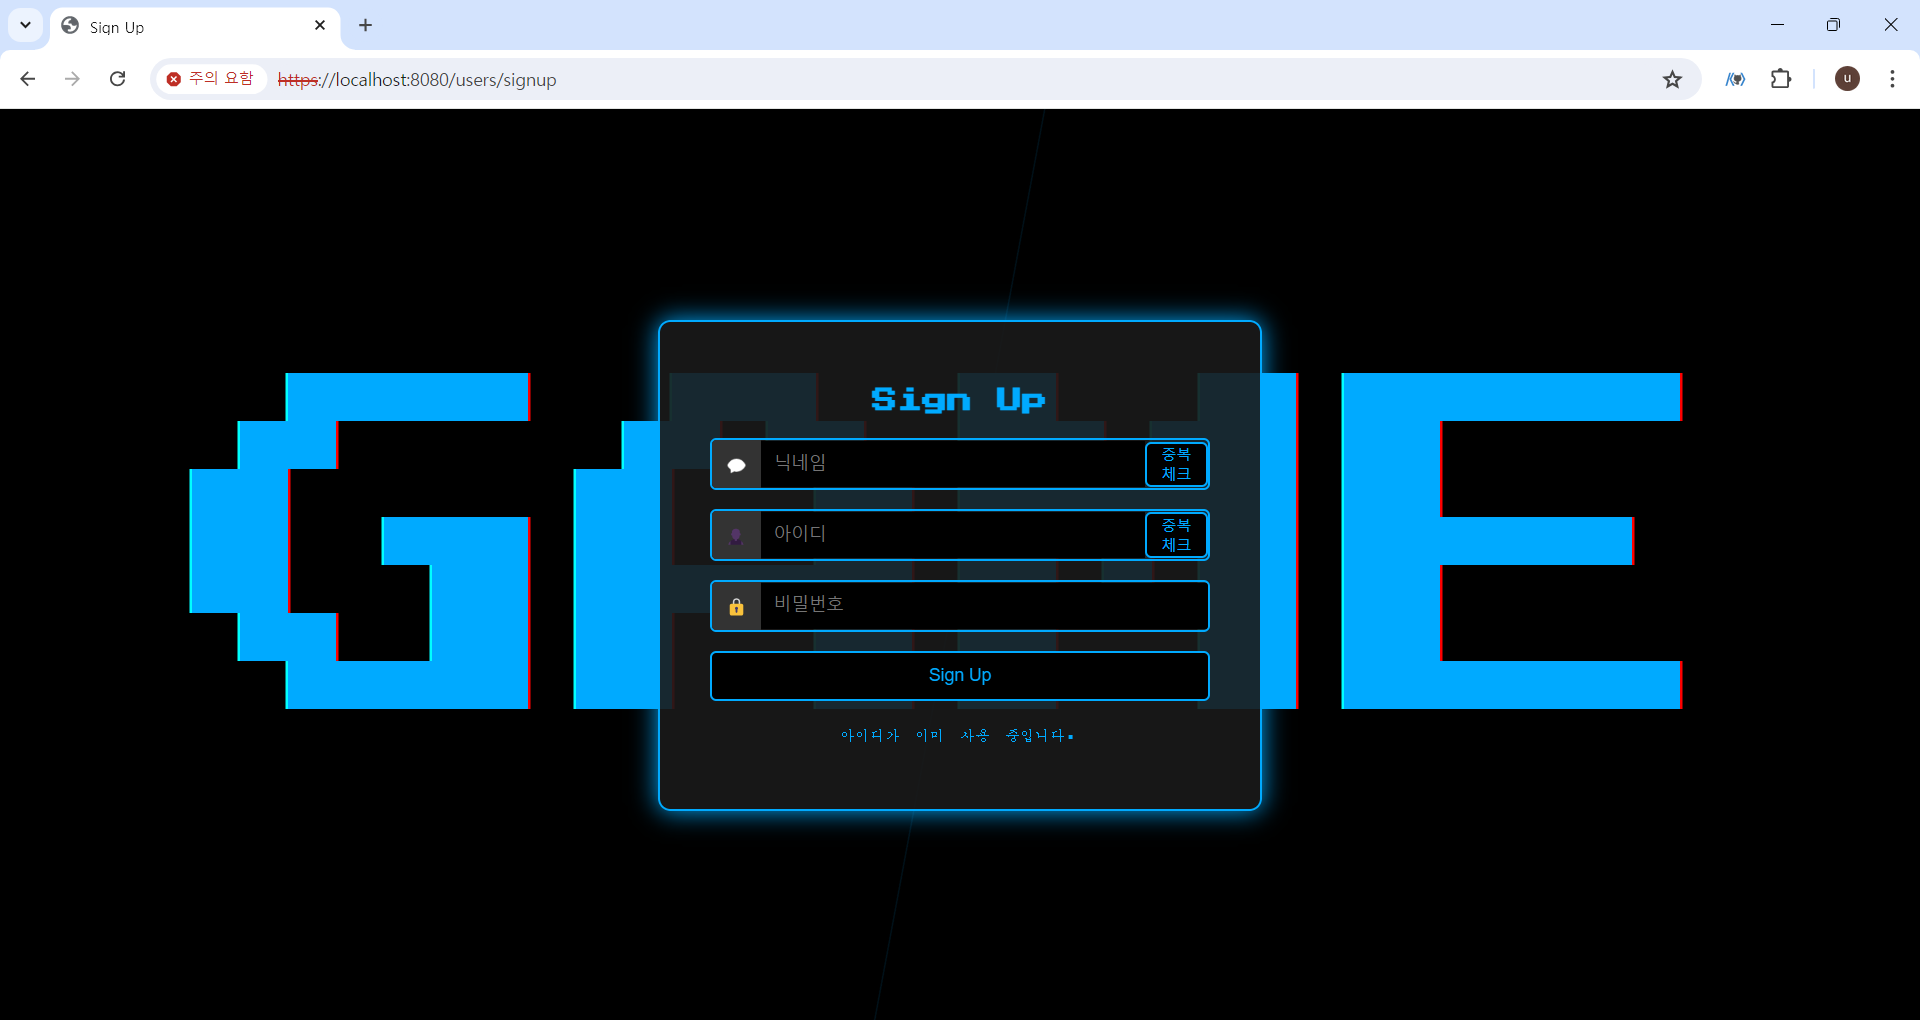 Sign Up
주의 요함
https://localhost:8080/users/signup
u
GAME
Sign Up
닉네임
중복
체크
아이디
중복
체크
비밀번호
Sign Up
아이디가 이미 사용 중입니다.